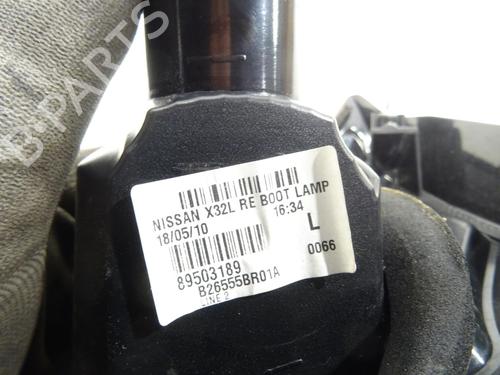 B-PARTS
NISSAN X32L RE BOOT LAMP
18/05/10 16:34
L
89503189 0066
B26555BR01A
LINE 2